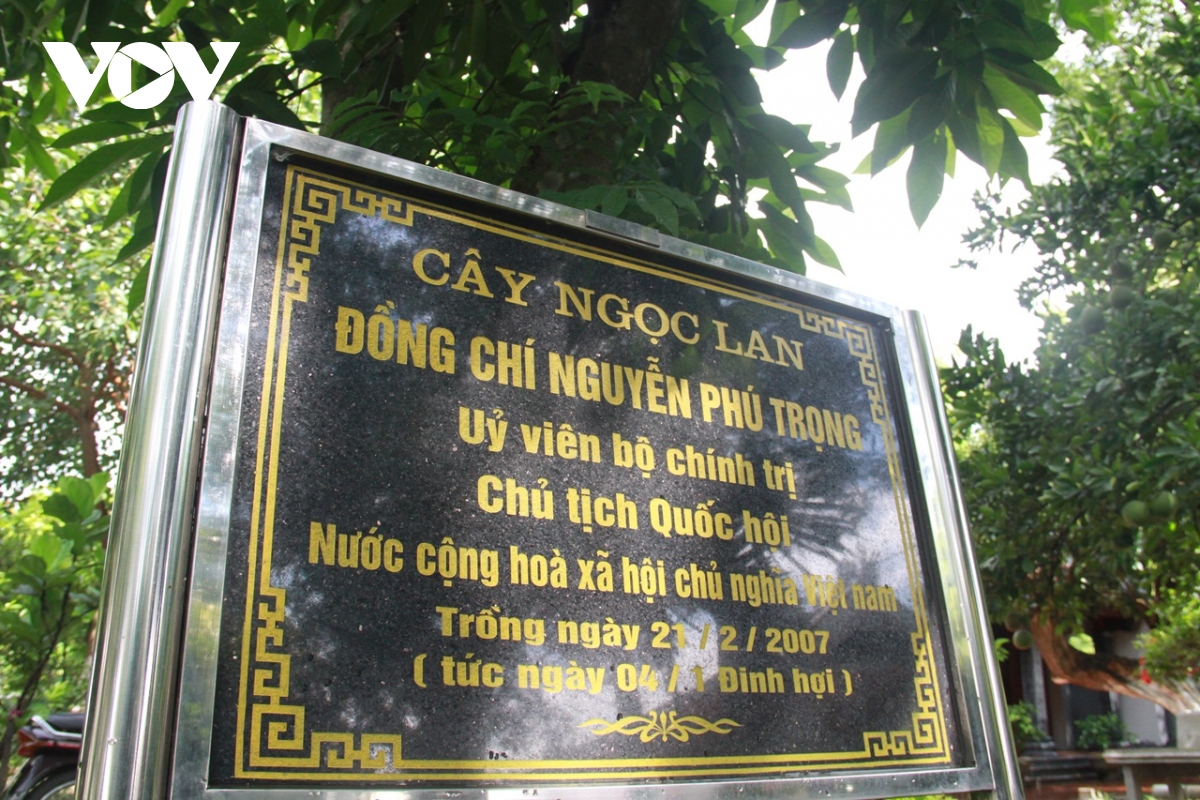 VOV
CÂY NGỌC LAN
ĐỒNG CHÍ NGUYỄN PHÚ TRỌNG
Uỷ viên bộ chính trị
Chủ tịch Quốc hội
Nước cộng hoà xã hội chủ nghĩa Việt nam
Trồng ngày 21 / 2 / 2007
( tức ngày 04 / 1 Đinh hợi )